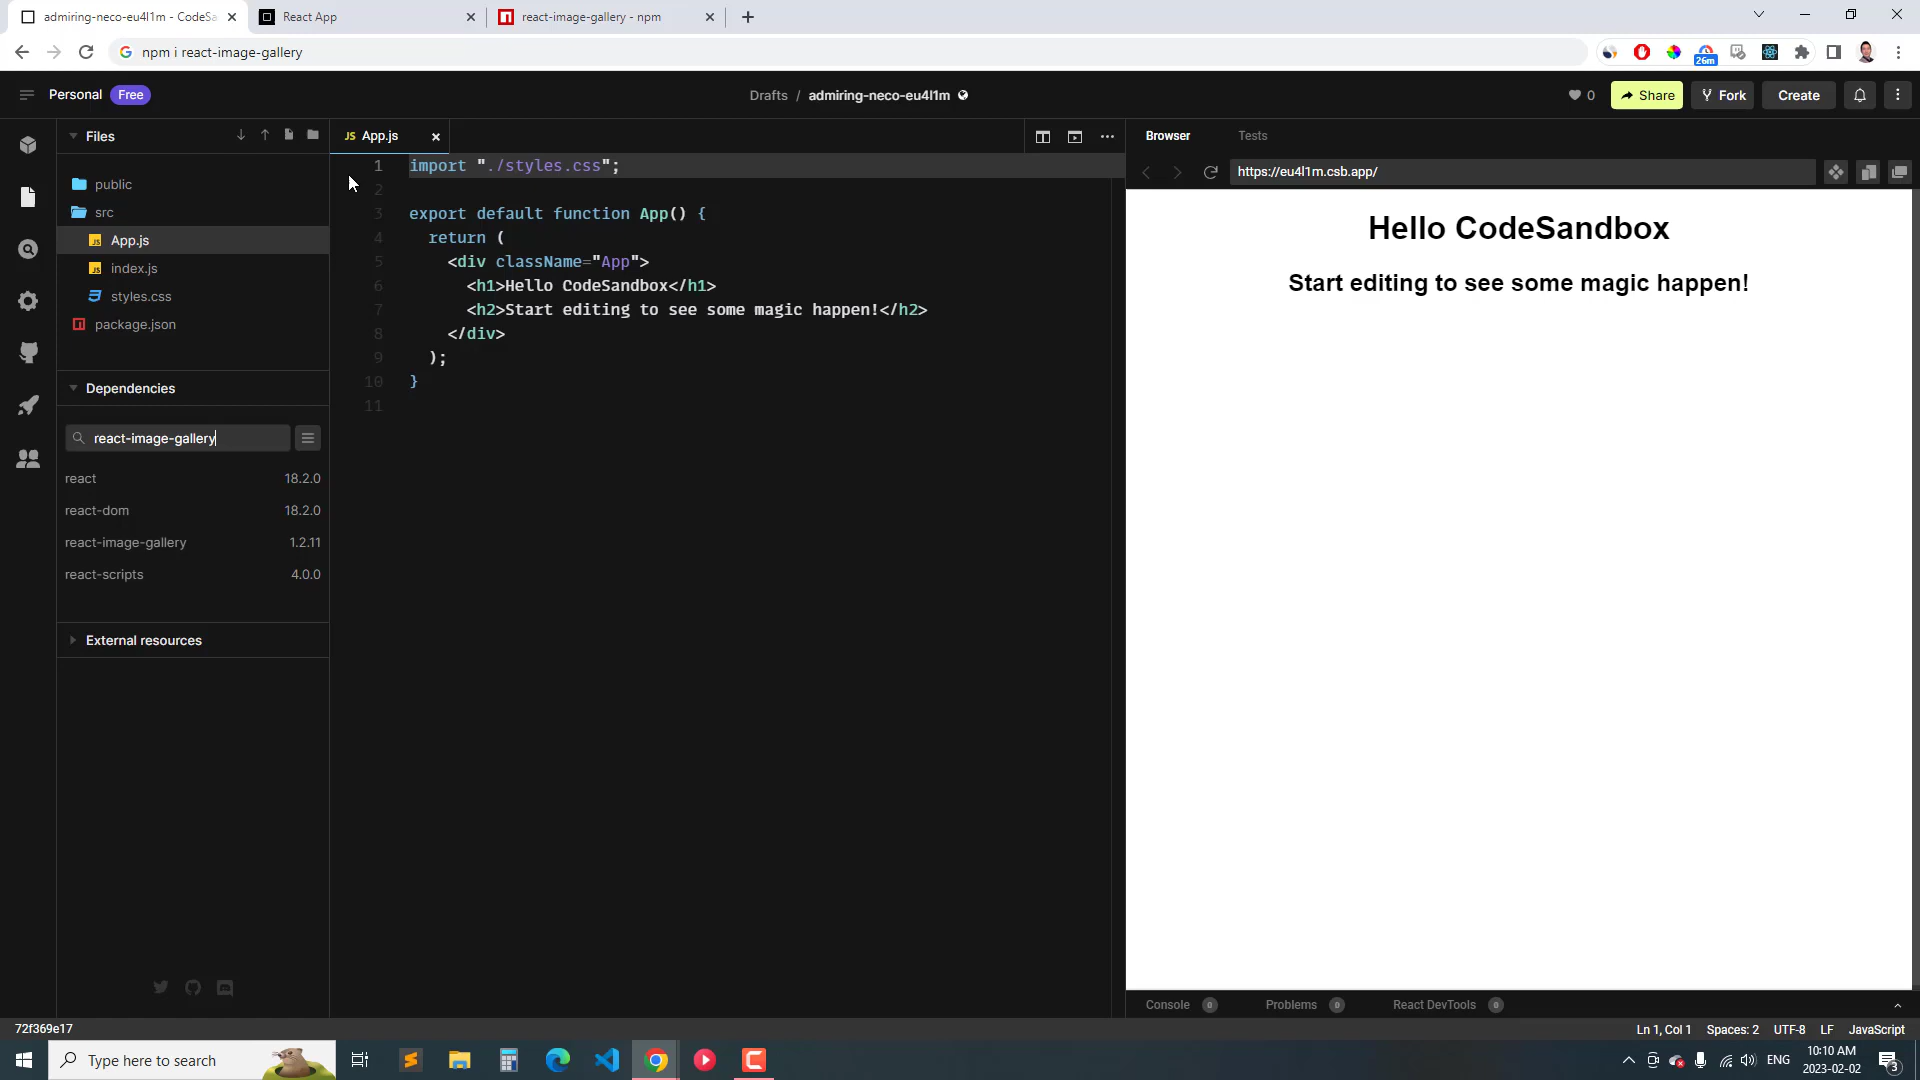 admiring-neco-eu4l1m - CodeSa
React App
react-image-gallery - npm
npm i react-image-gallery
26m
Personal
Free
Drafts / admiring-neco-eu4l1m
0
Share
Fork
Create
Files
JS App.js
Browser
Tests
https://eu4l1m.csb.app/
public
src
JS App.js
JS index.js
styles.css
package.json
1 import "./styles.css";
2
3 export default function App() {
4 return (
5 <div className="App">
6 <h1>Hello CodeSandbox</h1>
7 <h2>Start editing to see some magic happen!</h2>
8 </div>
9 );
10 }
11
Hello CodeSandbox
Start editing to see some magic happen!
Dependencies
react-image-gallery
react 18.2.0
react-dom 18.2.0
react-image-gallery 1.2.11
react-scripts 4.0.0
External resources
Console 0
Problems 0
React DevTools 0
72f369e17
Ln 1, Col 1
Spaces: 2
UTF-8
LF
JavaScript
Type here to search
ENG
10:10 AM
2023-02-02
3